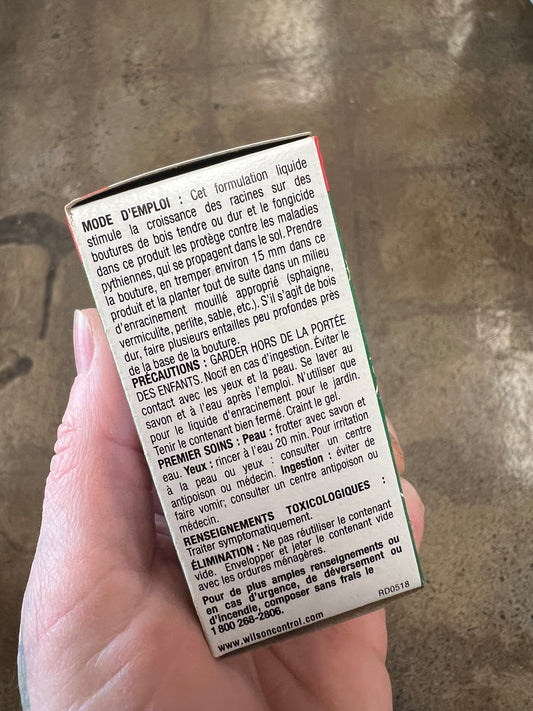 MODE D'EMPLOI : Cet formulation liquide
stimule la croissance des racines sur des
boutures de bois tendre ou dur et le fongicide
dans ce produit les protège contre les maladies
pythiennes, qui se propagent dans le sol. Prendre
la bouture, en tremper environ 15 mm dans ce
produit et la planter tout de suite dans un milieu
d'enracinement mouillé approprié (sphaigne,
vermiculite, perlite, sable, etc.). S'il s'agit de bois
dur, faire plusieurs entailles peu profondes près
de la base de la bouture.
PRÉCAUTIONS : GARDER HORS DE LA PORTÉE
DES ENFANTS. Nocif en cas d'ingestion. Éviter le
contact avec les yeux et la peau. Se laver au
savon et à l'eau après l'emploi. N'utiliser que
pour le liquide d'enracinement pour le jardin.
Tenir le contenant bien fermé. Craint le gel.
PREMIER SOINS : Peau : frotter avec savon et
eau. Yeux : rincer à l'eau 20 min. Pour irritation
à la peau ou yeux : consulter un centre
antipoison ou médecin. Ingestion : éviter de
faire vomir; consulter un centre antipoison ou
médecin.
RENSEIGNEMENTS TOXICOLOGIQUES :
Traiter symptomatiquement.
ÉLIMINATION : Ne pas réutiliser le contenant
vide. Envelopper et jeter le contenant vide
avec les ordures ménagères.
Pour de plus amples renseignements ou
en cas d'urgence, de déversement ou
d'incendie, composer sans frais le
1 800 268-2806.
www.wilsoncontrol.com
RD0518